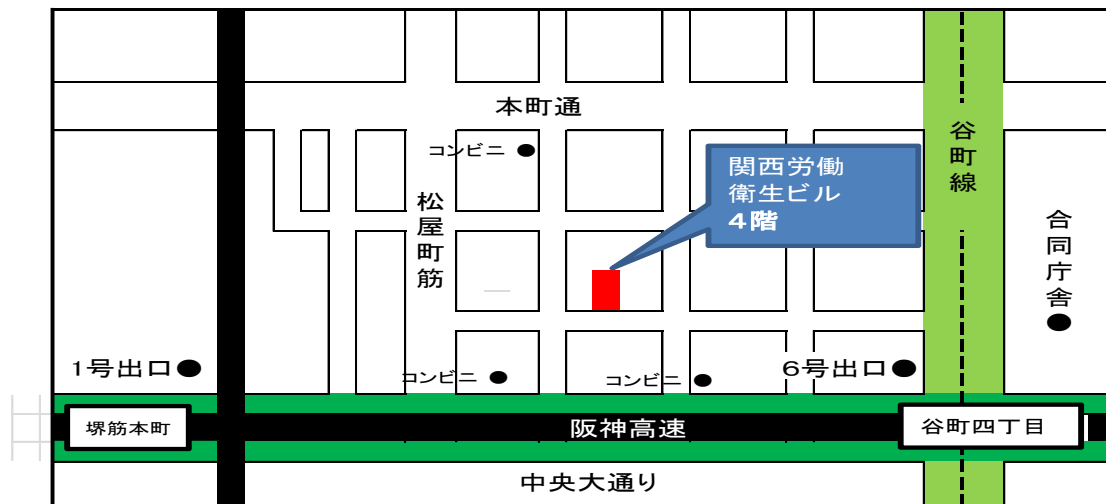 本町通
コンビニ
谷町線
関西労働
衛生ビル
4階
松屋町筋
合同庁舎
1号出口
コンビニ
コンビニ
6号出口
堺筋本町
阪神高速
谷町四丁目
中央大通り